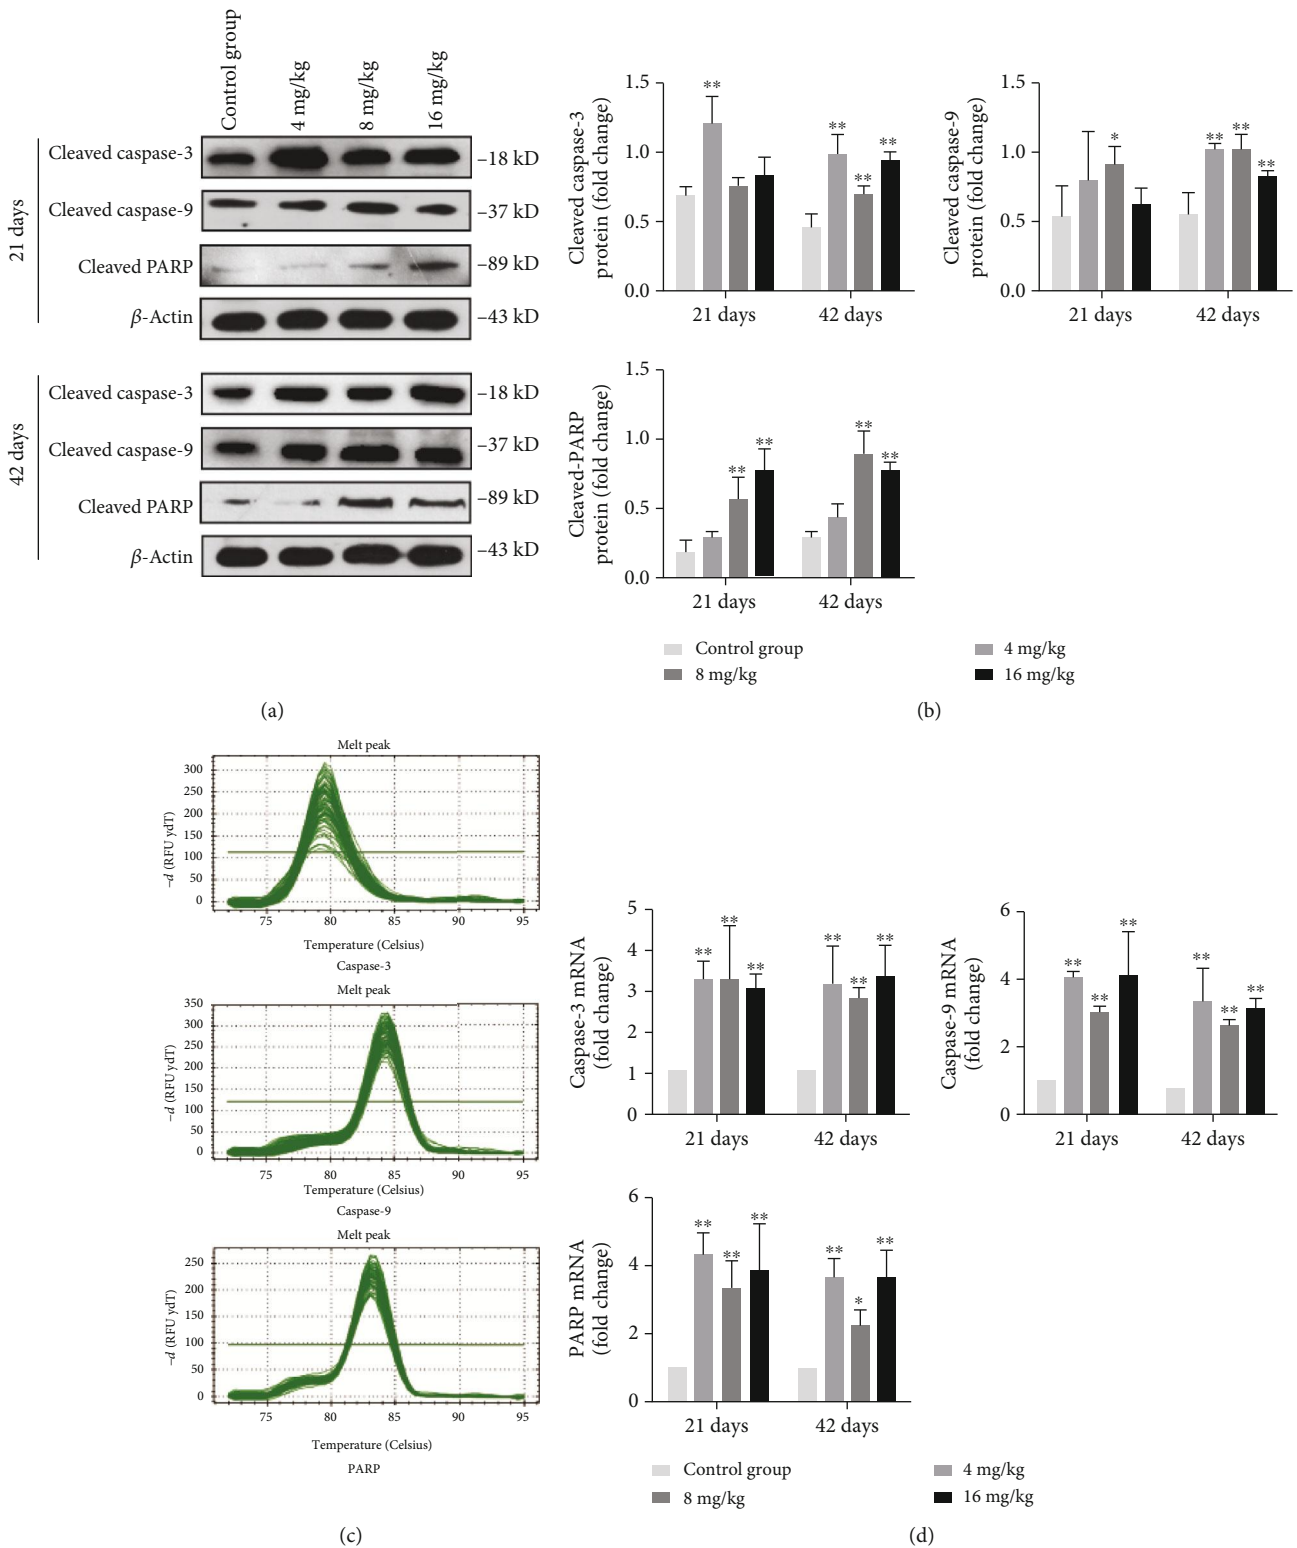 Control group
4 mg/kg
8 mg/kg
16 mg/kg
21 days
Cleaved caspase-3
–18 kD
Cleaved caspase-9
–37 kD
Cleaved PARP
–89 kD
β-Actin
–43 kD
42 days
Cleaved caspase-3
–18 kD
Cleaved caspase-9
–37 kD
Cleaved PARP
–89 kD
β-Actin
–43 kD
(a)
Cleaved caspase-3
protein (fold change)
1.5
1.0
0.5
0.0
**
**
**
**
21 days
42 days
Cleaved caspase-9
protein (fold change)
1.5
1.0
0.5
0.0
*
**
**
**
21 days
42 days
Cleaved-PARP
protein (fold change)
1.5
1.0
0.5
0.0
**
**
**
**
21 days
42 days
Control group
4 mg/kg
8 mg/kg
16 mg/kg
(b)
Melt peak
–d (RFU ydT)
300
250
200
150
100
50
0
75 80 85 90 95
Temperature (Celsius)
Caspase-3
Melt peak
–d (RFU ydT)
350
300
250
200
150
100
50
0
75 80 85 90 95
Temperature (Celsius)
Caspase-9
Melt peak
–d (RFU ydT)
250
200
150
100
50
0
75 80 85 90 95
Temperature (Celsius)
PARP
(c)
Caspase-3 mRNA
(fold change)
5
4
3
2
1
0
**
**
**
**
**
**
21 days
42 days
Caspase-9 mRNA
(fold change)
6
4
2
0
**
**
**
**
**
**
21 days
42 days
PARP mRNA
(fold change)
6
4
2
0
**
**
**
**
*
**
21 days
42 days
Control group
4 mg/kg
8 mg/kg
16 mg/kg
(d)